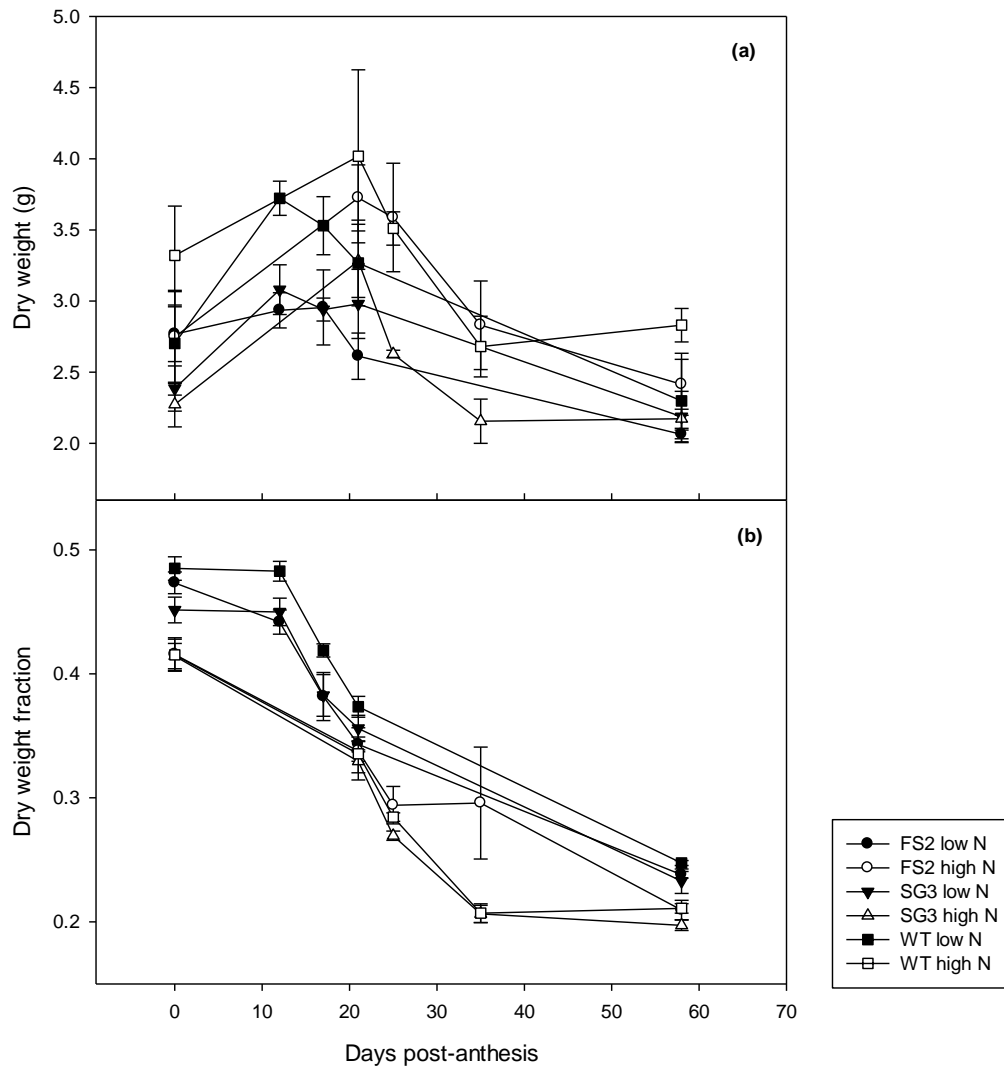 (a)
Dry weight (g)
5.0
4.5
4.0
3.5
3.0
2.5
2.0
(b)
Dry weight fraction
0.5
0.4
0.3
0.2
0 10 20 30 40 50 60 70
Days post-anthesis
FS2 low N
FS2 high N
SG3 low N
SG3 high N
WT low N
WT high N